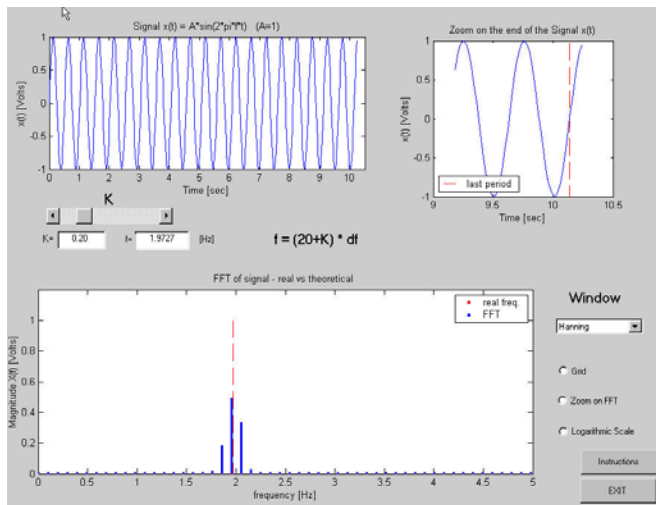 Signal x(t) = A*sin(2*pi*f*t) (A=1)
x(t) [Volts]
1
0.5
0
-0.5
-1
0 1 2 3 4 5 6 7 8 9 10
Time [sec]
Zoom on the end of the Signal x(t)
x(t) [Volts]
1
0.5
0
-0.5
-1
last period
9 9.5 10 10.5
Time [sec]
K
K= 0.20 f= 1.9727 [Hz]
f = (20+K) * df
FFT of signal - real vs theoretical
Magnitude X(f) [Volts]
1
0.8
0.6
0.4
0.2
0
real freq.
FFT
0 0.5 1 1.5 2 2.5 3 3.5 4 4.5 5
frequency [Hz]
Window
Hanning
Grid
Zoom on FFT
Logarithmic Scale
Instructions
EXIT